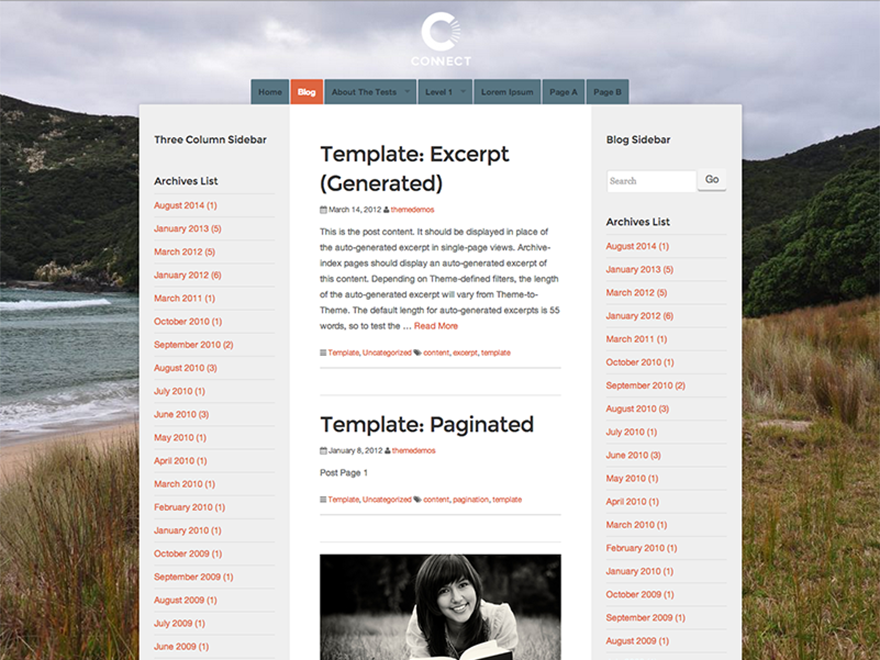 CONNECT
Home
Blog
About The Tests
Level 1
Lorem Ipsum
Page A
Page B
Three Column Sidebar
Archives List
August 2014 (1)
January 2013 (5)
March 2012 (5)
January 2012 (6)
March 2011 (1)
October 2010 (1)
September 2010 (2)
August 2010 (3)
July 2010 (1)
June 2010 (3)
May 2010 (1)
April 2010 (1)
March 2010 (1)
February 2010 (1)
January 2010 (1)
October 2009 (1)
September 2009 (1)
August 2009 (1)
July 2009 (1)
June 2009 (1)
Template: Excerpt
(Generated)
March 14, 2012 themedemos
This is the post content. It should be displayed in place of
the auto-generated excerpt in single-page views. Archive-
index pages should display an auto-generated excerpt of
this content. Depending on Theme-defined filters, the length
of the auto-generated excerpt will vary from Theme-to-
Theme. The default length for auto-generated excerpts is 55
words, so to test the … Read More
Template, Uncategorized content, excerpt, template
Template: Paginated
January 8, 2012 themedemos
Post Page 1
Template, Uncategorized content, pagination, template
Blog Sidebar
Search
Go
Archives List
August 2014 (1)
January 2013 (5)
March 2012 (5)
January 2012 (6)
March 2011 (1)
October 2010 (1)
September 2010 (2)
August 2010 (3)
July 2010 (1)
June 2010 (3)
May 2010 (1)
April 2010 (1)
March 2010 (1)
February 2010 (1)
January 2010 (1)
October 2009 (1)
September 2009 (1)
August 2009 (1)